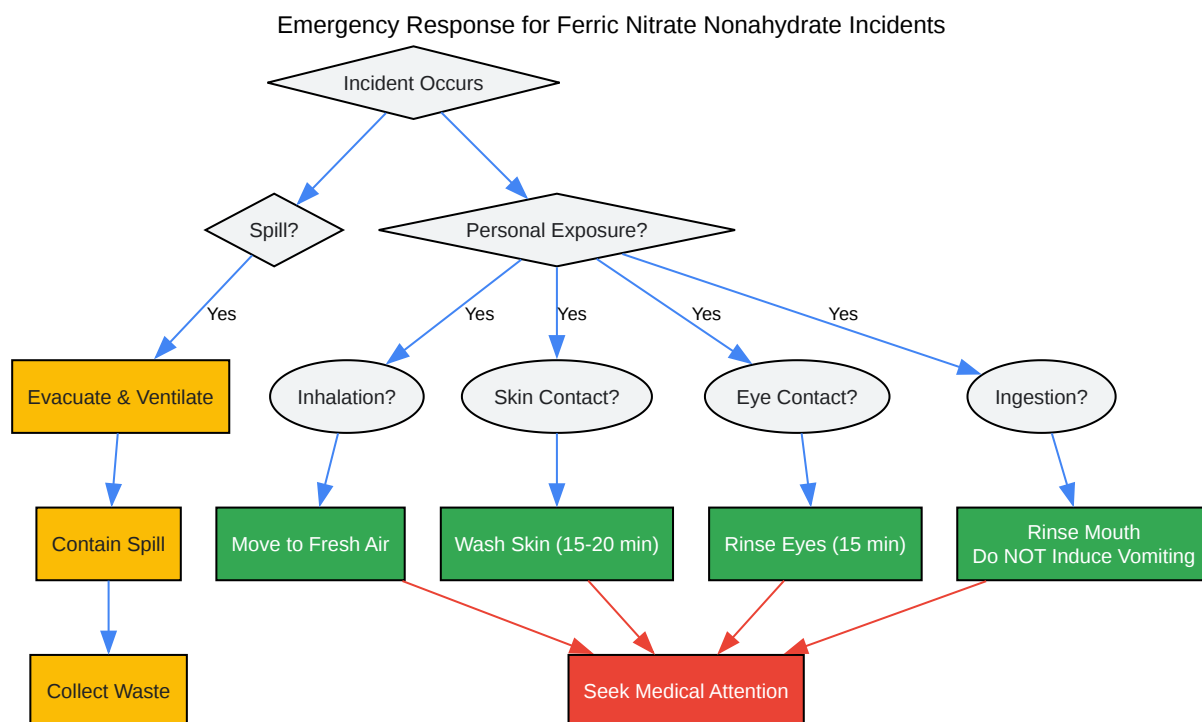 Emergency Response for Ferric Nitrate Nonahydrate Incidents
Incident Occurs
Spill?
Personal Exposure?
Yes
Yes
Yes
Yes
Yes
Evacuate & Ventilate
Inhalation?
Skin Contact?
Eye Contact?
Ingestion?
Contain Spill
Move to Fresh Air
Wash Skin (15-20 min)
Rinse Eyes (15 min)
Rinse Mouth
Do NOT Induce Vomiting
Collect Waste
Seek Medical Attention